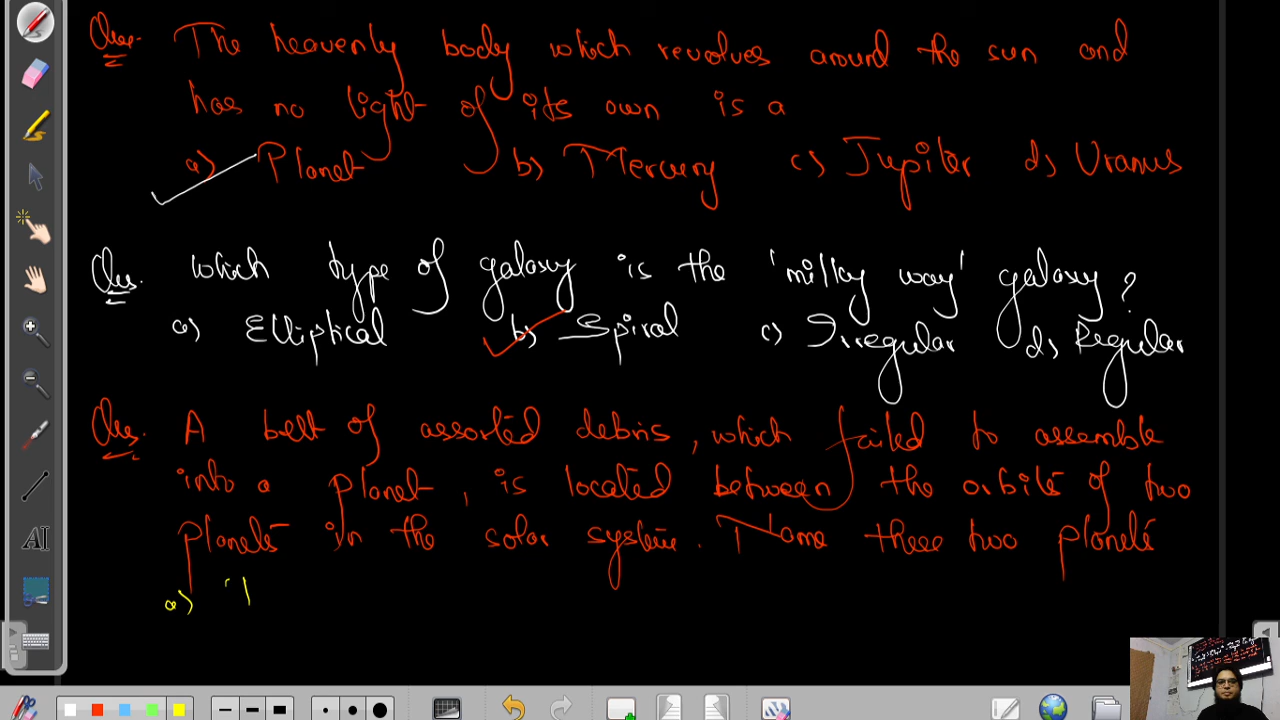 Ques. The heavenly body which revolves around the sun and
has no light of its own is a
a) Planet b) Mercury c) Jupiter d) Uranus
Ques. which type of galaxy is the 'milky way' galaxy?
a) Elliptical b) Spiral c) Irregular d) Regular
Ques. A belt of assorted debris, which failed to assemble
into a planet, is located between the orbits of two
planets in the solar system. Name these two planets
a)